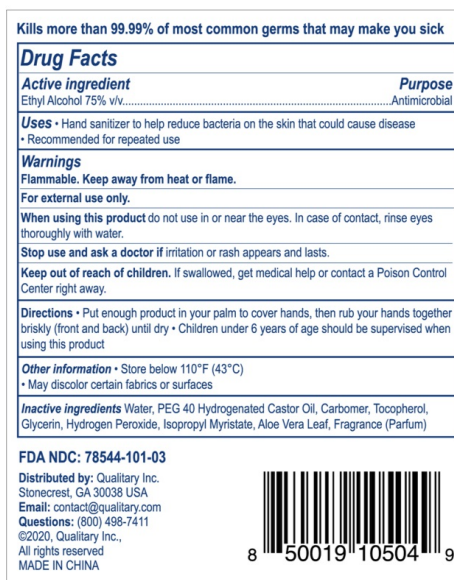 Kills more than 99.99% of most common germs that may make you sick
Drug Facts
Active ingredient Purpose
Ethyl Alcohol 75% v/v..........Antimicrobial
Uses • Hand sanitizer to help reduce bacteria on the skin that could cause disease
• Recommended for repeated use
Warnings
Flammable. Keep away from heat or flame.
For external use only.
When using this product do not use in or near the eyes. In case of contact, rinse eyes
thoroughly with water.
Stop use and ask a doctor if irritation or rash appears and lasts.
Keep out of reach of children. If swallowed, get medical help or contact a Poison Control
Center right away.
Directions • Put enough product in your palm to cover hands, then rub your hands together
briskly (front and back) until dry • Children under 6 years of age should be supervised when
using this product
Other information • Store below 110°F (43°C)
• May discolor certain fabrics or surfaces
Inactive ingredients Water, PEG 40 Hydrogenated Castor Oil, Carbomer, Tocopherol,
Glycerin, Hydrogen Peroxide, Isopropyl Myristate, Aloe Vera Leaf, Fragrance (Parfum)
FDA NDC: 78544-101-03
Distributed by: Qualitary Inc.
Stonecrest, GA 30038 USA
Email: contact@qualitary.com
Questions: (800) 498-7411
©2020, Qualitary Inc.,
All rights reserved
MADE IN CHINA
8 50019 10504 9